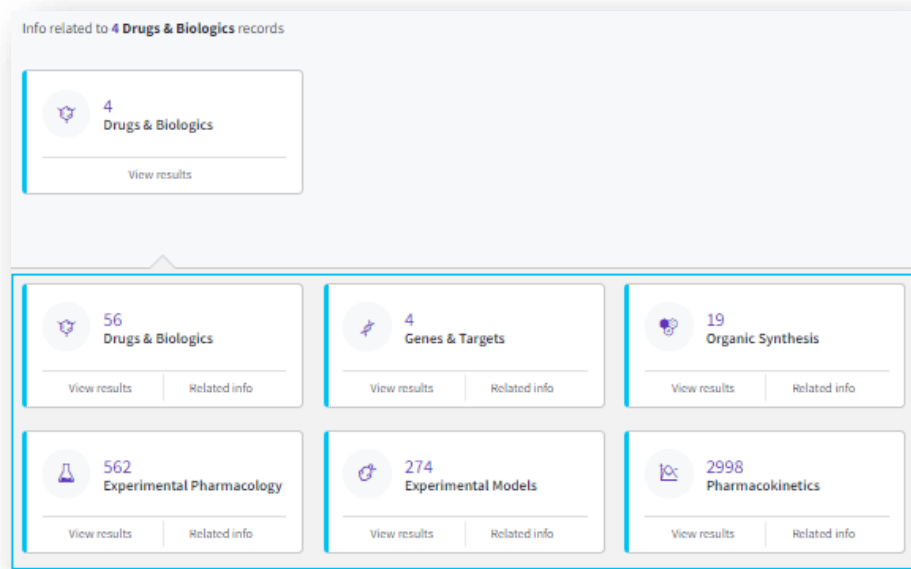 Info related to 4 Drugs & Biologics records
4
Drugs & Biologics
View results
56
Drugs & Biologics
View results Related info
4
Genes & Targets
View results Related info
19
Organic Synthesis
View results Related info
562
Experimental Pharmacology
View results Related info
274
Experimental Models
View results Related info
2998
Pharmacokinetics
View results Related info